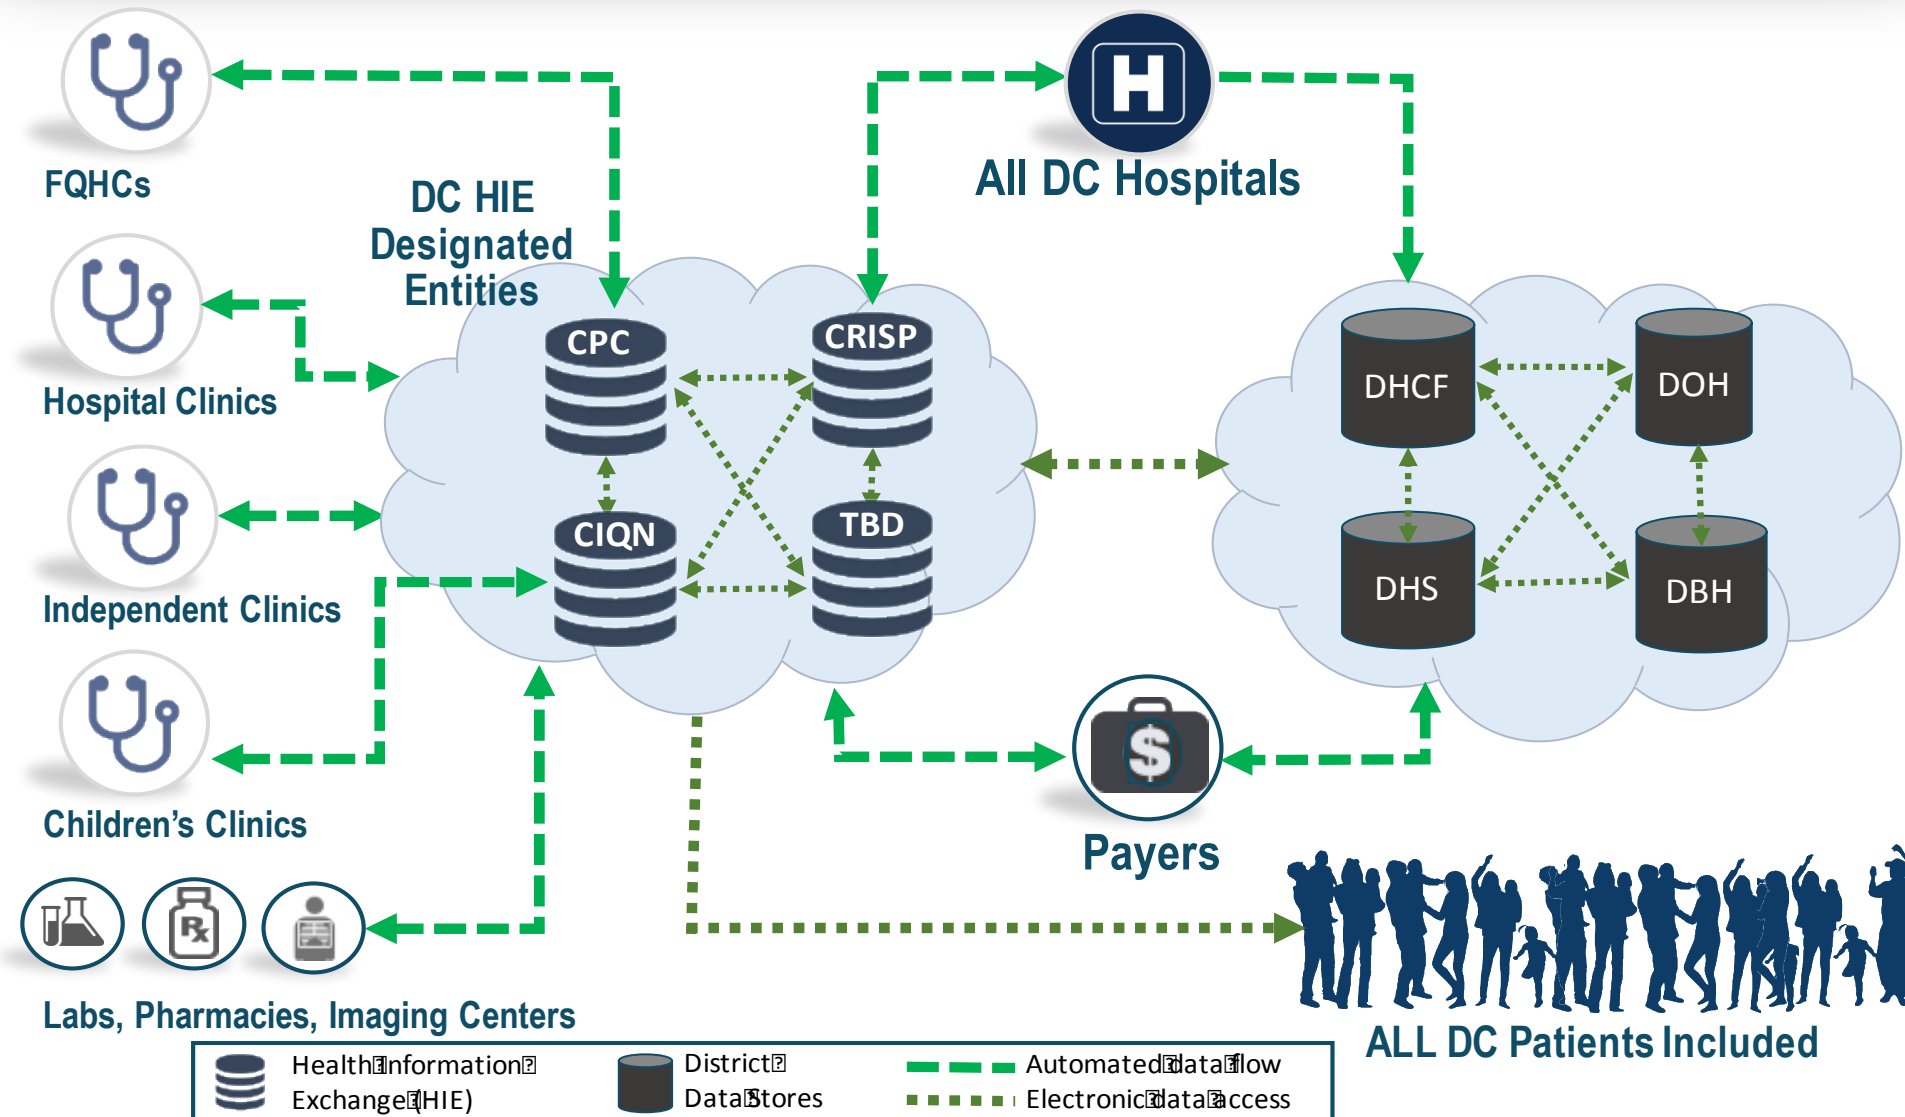 FQHCs
Hospital Clinics
Independent Clinics
Children's Clinics
Labs, Pharmacies, Imaging Centers
DC HIE
Designated
Entities
CPC
CRISP
CIQN
TBD
H
All DC Hospitals
DHCF
DOH
DHS
DBH
$
Payers
Rx
ALL DC Patients Included
Health⍰Information⍰
Exchange⍰(HIE)
District⍰
Data⍰Stores
Automated⍰data⍰flow
Electronic⍰data⍰access